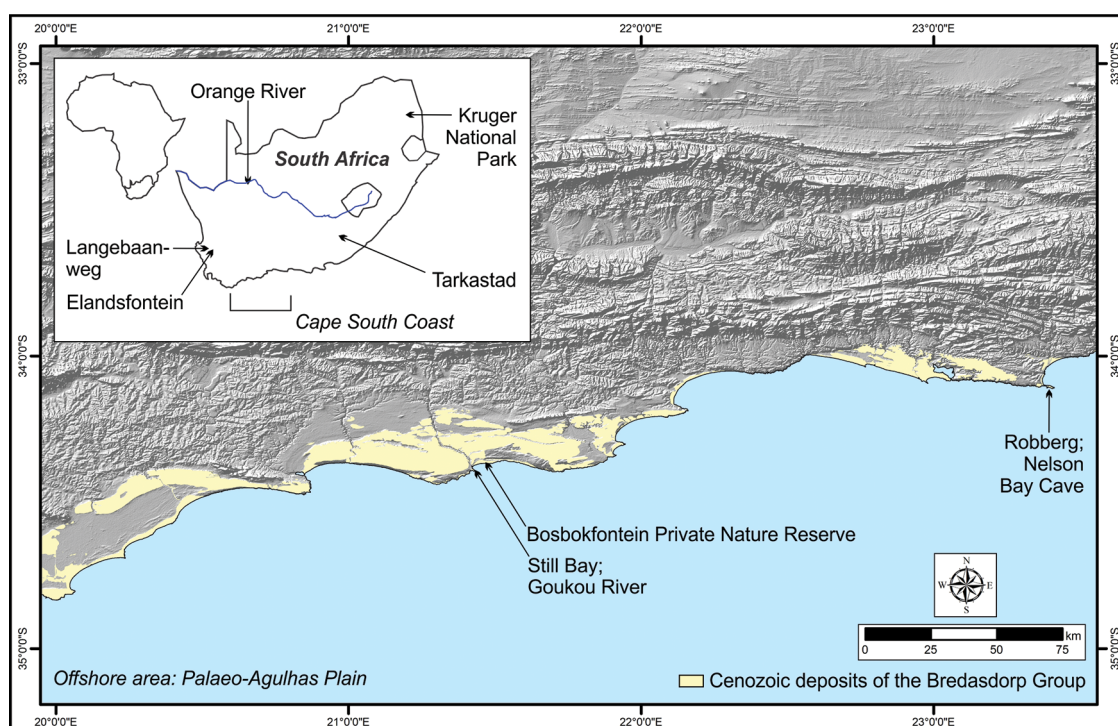 20°0'0"E
21°0'0"E
22°0'0"E
23°0'0"E
33°0'0"S
33°0'0"S
Orange River
Kruger
National
Park
South Africa
Langebaan-
weg
Elandsfontein
Tarkastad
Cape South Coast
34°0'0"S
34°0'0"S
Robberg;
Nelson
Bay Cave
Bosbokfontein Private Nature Reserve
Still Bay;
Goukou River
N
W E
S
km
0 25 50 75
35°0'0"S
35°0'0"S
Offshore area: Palaeo-Agulhas Plain
Cenozoic deposits of the Bredasdorp Group
20°0'0"E
21°0'0"E
22°0'0"E
23°0'0"E